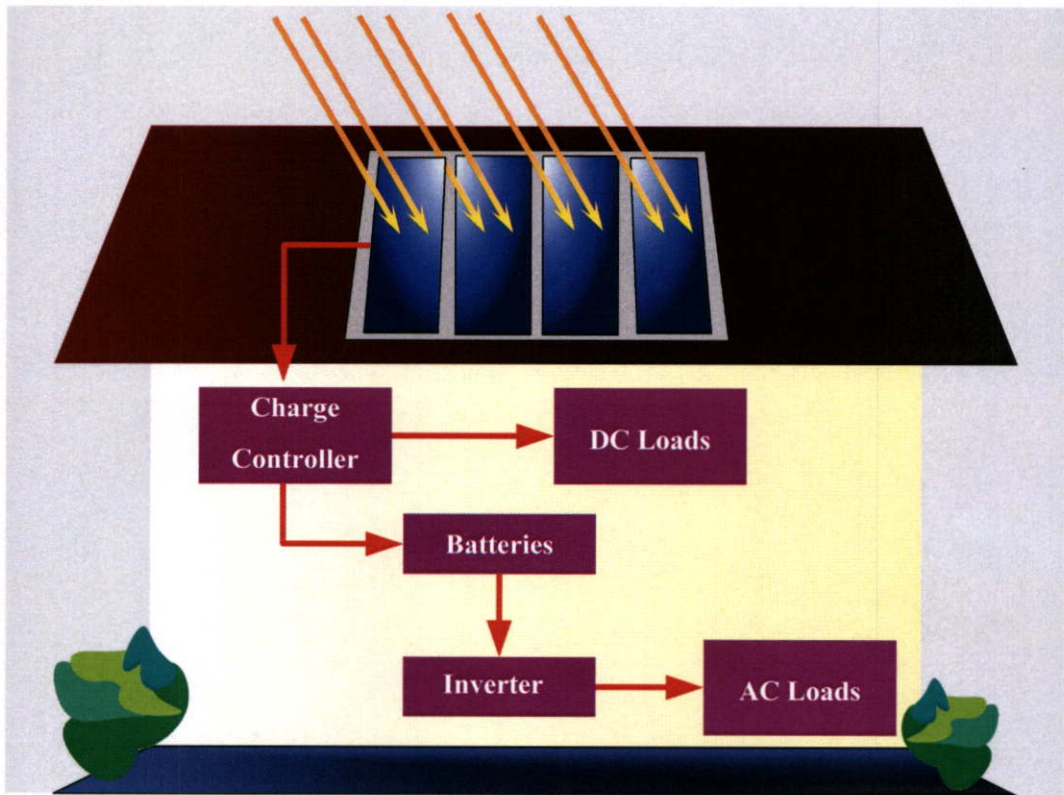 Charge
Controller
DC Loads
Batteries
Inverter
AC Loads